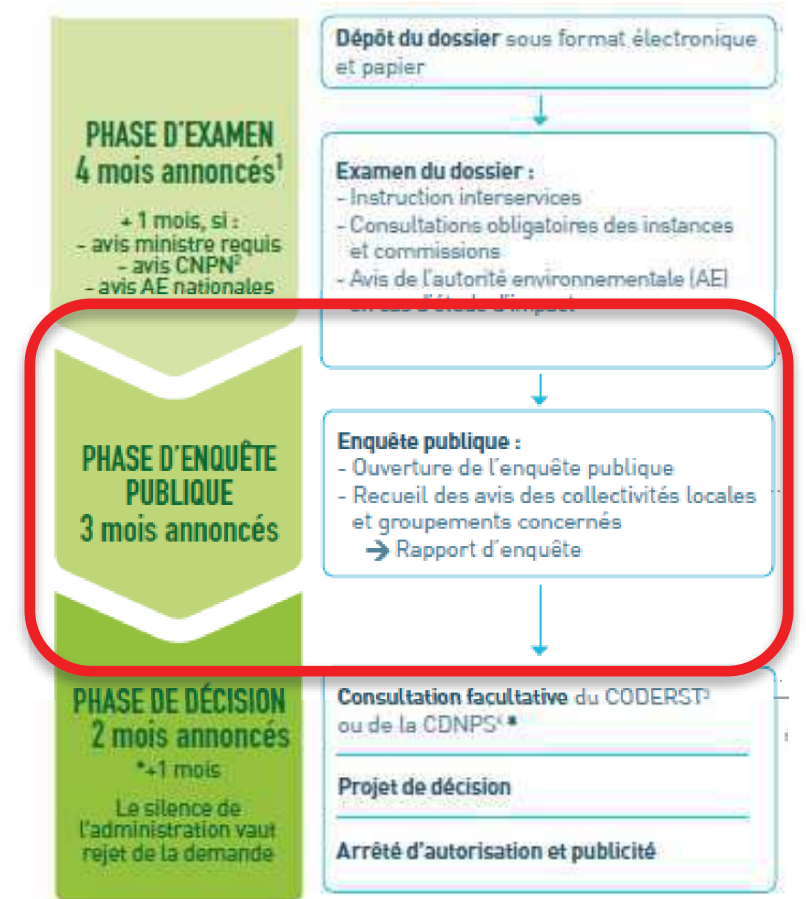 Dépôt du dossier sous format électronique
et papier
PHASE D'EXAMEN
4 mois annoncés¹
+ 1 mois, si :
- avis ministre requis
- avis CNPN²
- avis AE nationales
Examen du dossier :
- Instruction interservices
- Consultations obligatoires des instances
et commissions
- Avis de l'autorité environnementale (AE)
en cas d'étude d'impact
PHASE D'ENQUÊTE
PUBLIQUE
3 mois annoncés
Enquête publique :
- Ouverture de l'enquête publique
- Recueil des avis des collectivités locales
et groupements concernés
→ Rapport d'enquête
PHASE DE DÉCISION
2 mois annoncés
*+1 mois
Le silence de
l'administration vaut
rejet de la demande
Consultation facultative du CODERST³
ou de la CDNPS⁴ *
Projet de décision
Arrêté d'autorisation et publicité